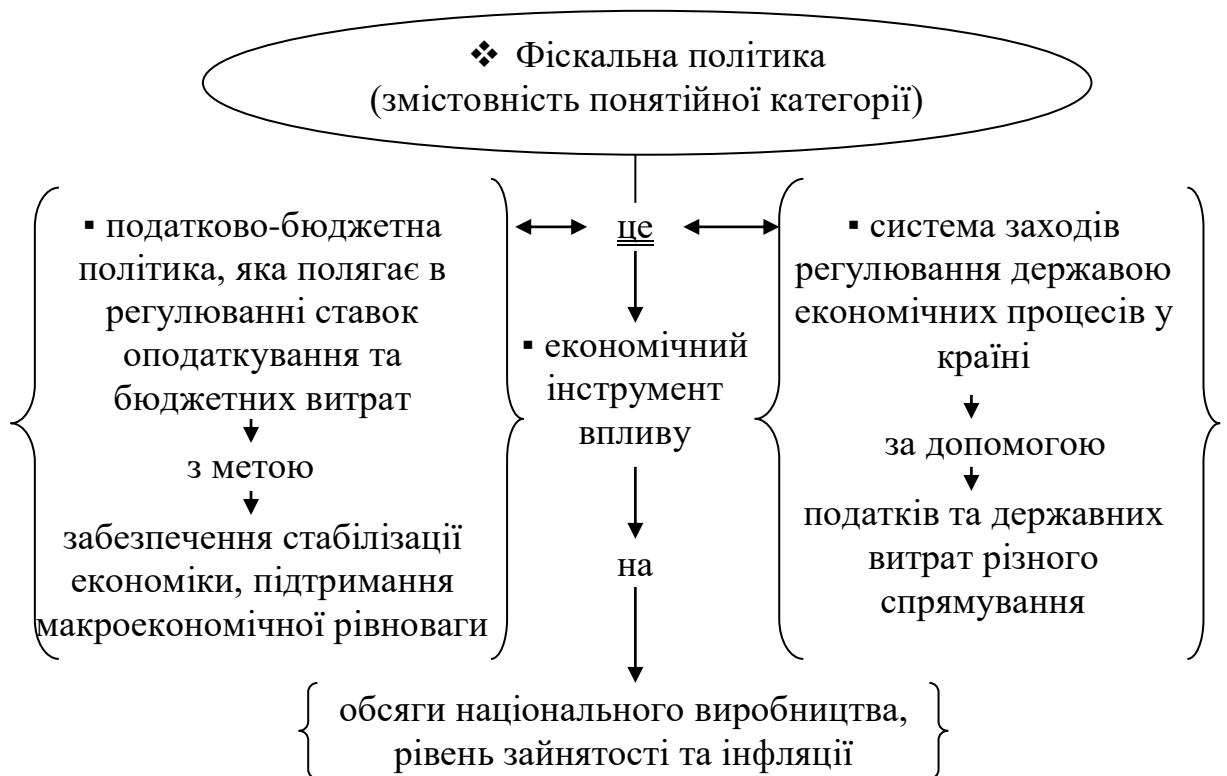 ❖ Фіскальна політика
(змістовність понятійної категорії)
▪ податково-бюджетна
політика, яка полягає в
регулюванні ставок
оподаткування та
бюджетних витрат
з метою
забезпечення стабілізації
економіки, підтримання
макроекономічної рівноваги
це
▪ економічний
інструмент
впливу
на
обсяги національного виробництва,
рівень зайнятості та інфляції
▪ система заходів
регулювання державою
економічних процесів у
країні
за допомогою
податків та державних
витрат різного
спрямування